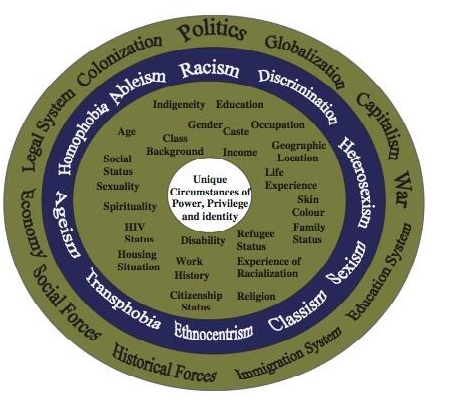 Politics
Globalization
Capitalism
War
Education System
Immigration System
Historical Forces
Social Forces
Economy
Legal System
Colonization
Racism
Discrimination
Heterosexism
Sexism
Classism
Ethnocentrism
Transphobia
Ageism
Homophobia
Ableism
Indigeneity
Education
Age
Gender
Caste
Occupation
Class
Background
Income
Geographic
Location
Social
Status
Life
Experience
Sexuality
Skin
Colour
Spirituality
HIV
Status
Disability
Refugee
Status
Family
Status
Housing
Situation
Work
History
Experience of
Racialization
Citizenship
Status
Religion
Unique
Circumstances of
Power, Privilege
and identity